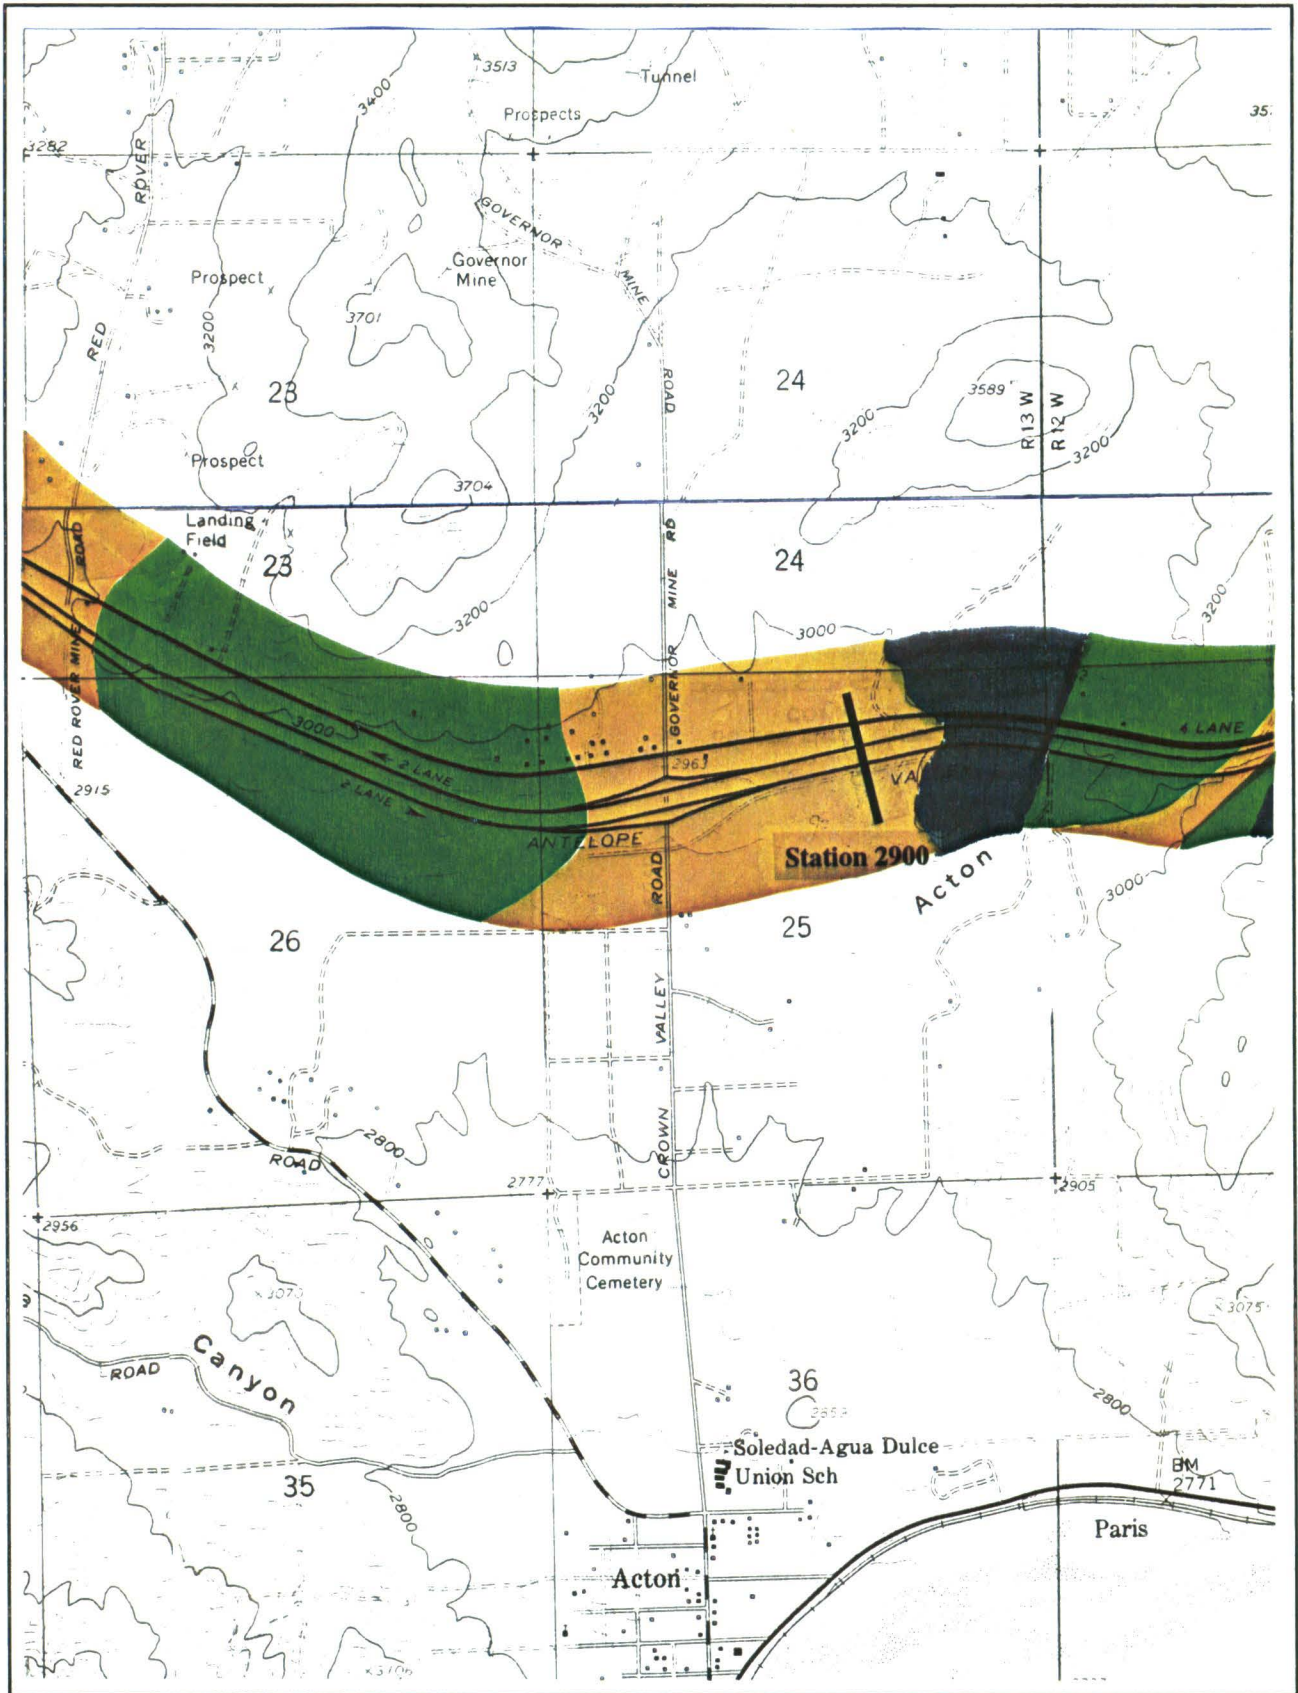 3513
Tunnel
3400
Prospects
3282
ROVER
GOVERNOR
MINE
Governor
Mine
Prospect
3701
3200
RED
23
24
3589
ROAD
3200
3200
R 13 W
R 12 W
3200
Prospect
3704
Landing
Field
23
24
ROAD
GOVERNOR MINE RD
3200
3000
3200
RED ROVER MINE
3000
2 LANE
2 LANE
4 LANE
2963
2915
ANTELOPE
Station 2900
Acton
3000
26
25
CROWN VALLEY ROAD
2800
ROAD
2777
2905
2956
Acton
Community
Cemetery
3075
Canyon
ROAD
36
2800
Soledad-Agua Dulce
Union Sch
BM
2771
35
2800
Paris
Acton